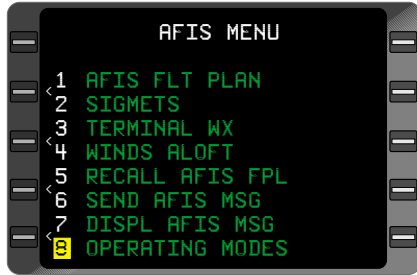 AFIS MENU
1 AFIS FLT PLAN
2 SIGMETS
3 TERMINAL WX
4 WINDS ALOFT
5 RECALL AFIS FPL
6 SEND AFIS MSG
7 DISPL AFIS MSG
8 OPERATING MODES